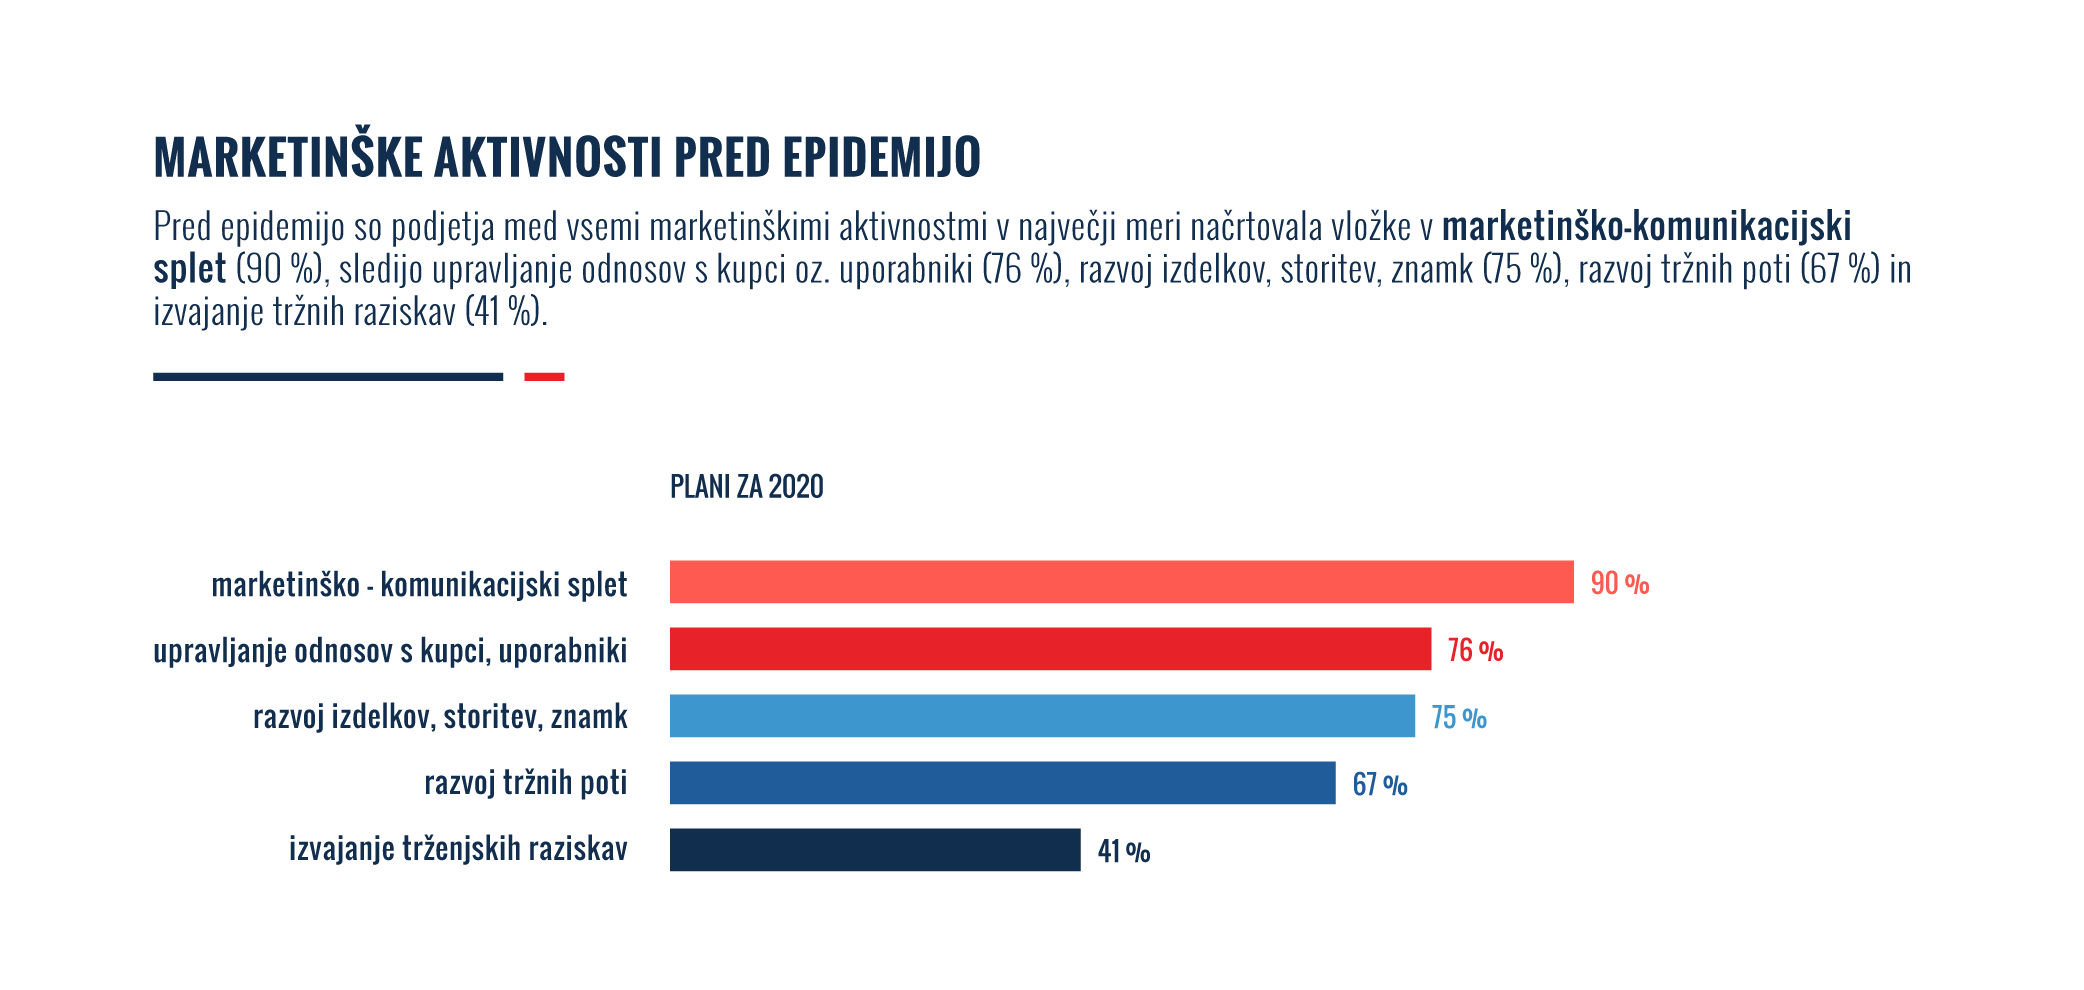 MARKETINŠKE AKTIVNOSTI PRED EPIDEMIJO
Pred epidemijo so podjetja med vsemi marketinškimi aktivnostmi v največji meri načrtovala vložke v marketinško-komunikacijski
splet (90 %), sledijo upravljanje odnosov s kupci oz. uporabniki (76 %), razvoj izdelkov, storitev, znamk (75 %), razvoj tržnih poti (67 %) in
izvajanje tržnih raziskav (41 %).
PLANI ZA 2020
marketinško - komunikacijski splet 90 %
upravljanje odnosov s kupci, uporabniki 76 %
razvoj izdelkov, storitev, znamk 75 %
razvoj tržnih poti 67 %
izvajanje trženjskih raziskav 41 %